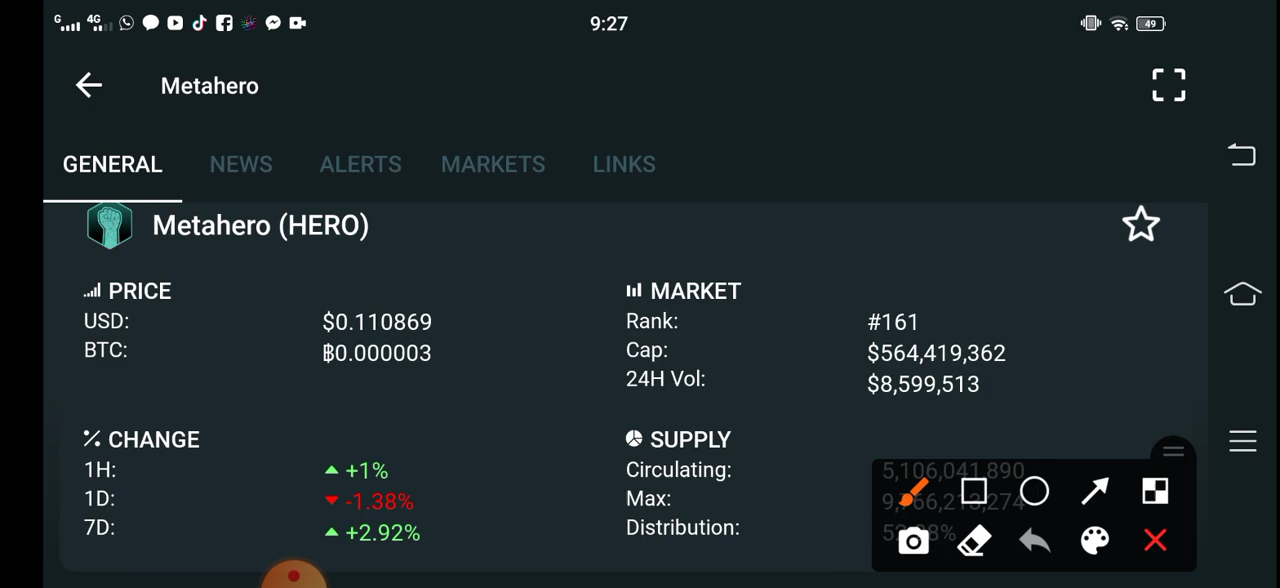 G 4G 9:27 49
Metahero
GENERAL NEWS ALERTS MARKETS LINKS
Metahero (HERO)
PRICE
USD: $0.110869
BTC: ฿0.000003
MARKET
Rank: #161
Cap: $564,419,362
24H Vol: $8,599,513
CHANGE
1H: +1%
1D: -1.38%
7D: +2.92%
SUPPLY
Circulating: 5,106,041,890
Max:
Distribution: